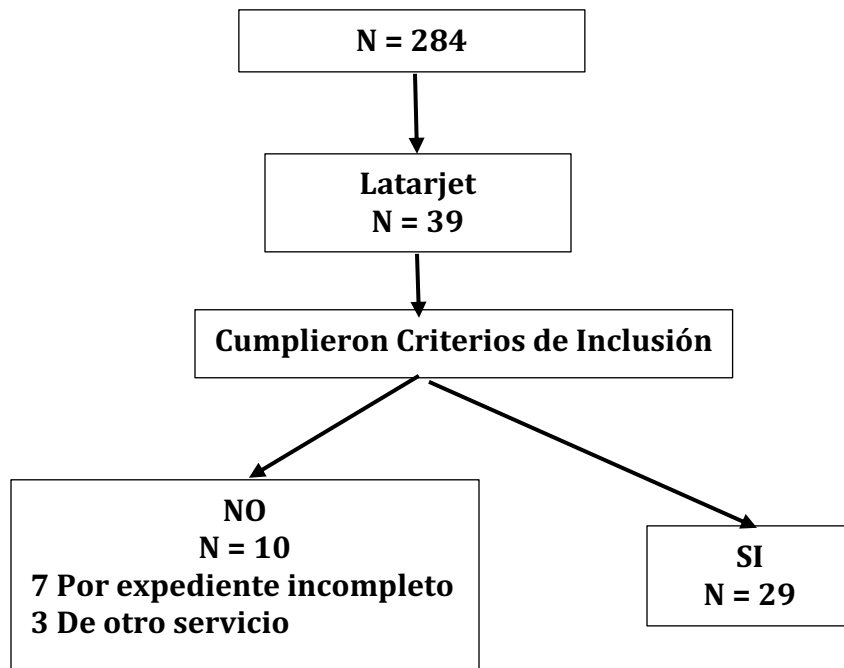 N = 284
Latarjet
N = 39
Cumplieron Criterios de Inclusión
NO
N = 10
7 Por expediente incompleto
3 De otro servicio
SI
N = 29